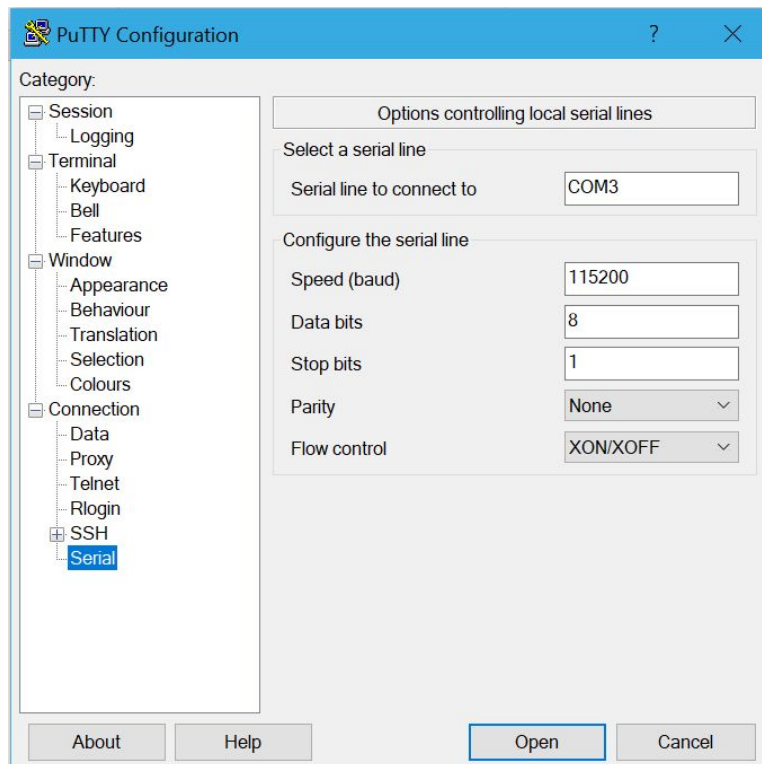 PuTTY Configuration
?
Category:
Session
Logging
Terminal
Keyboard
Bell
Features
Window
Appearance
Behaviour
Translation
Selection
Colours
Connection
Data
Proxy
Telnet
Rlogin
SSH
Serial
Options controlling local serial lines
Select a serial line
Serial line to connect to COM3
Configure the serial line
Speed (baud) 115200
Data bits 8
Stop bits 1
Parity None
Flow control XON/XOFF
About Help Open Cancel